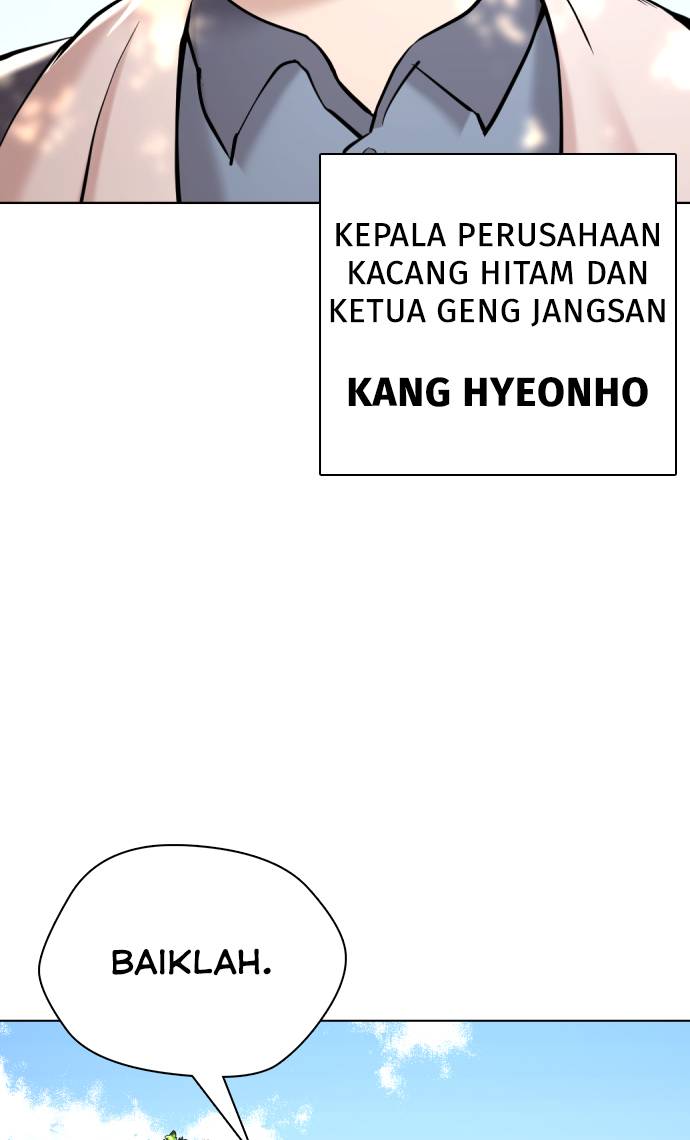 KEPALA PERUSAHAAN
KACANG HITAM DAN
KETUA GENG JANGSAN
KANG HYEONHO
BAIKLAH.